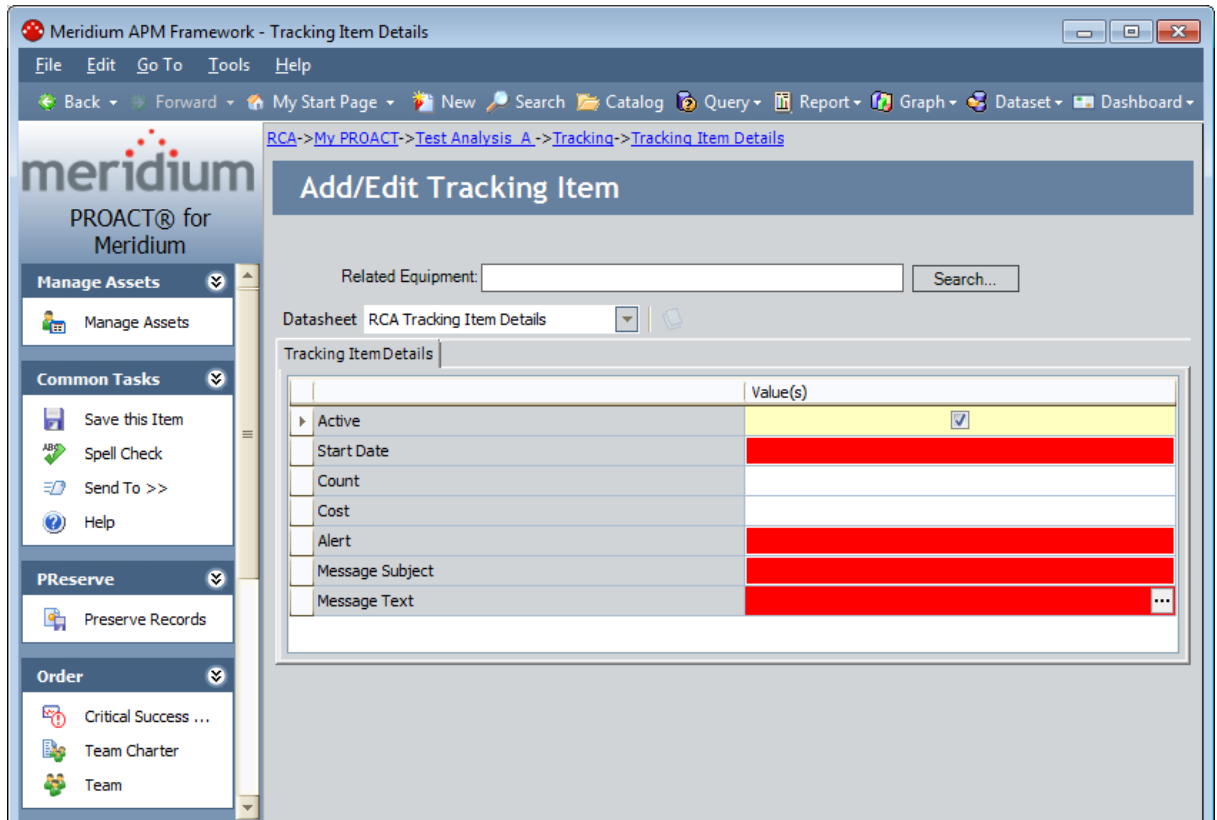 Meridium APM Framework - Tracking Item Details
File Edit Go To Tools Help
Back Forward My Start Page New Search Catalog Query Report Graph Dataset Dashboard
RCA->My PROACT->Test Analysis A ->Tracking->Tracking Item Details
meridium
PROACT® for
Meridium
Add/Edit Tracking Item
Related Equipment:
Search...
Datasheet RCA Tracking Item Details
Tracking Item Details
Value(s)
Active
Start Date
Count
Cost
Alert
Message Subject
Message Text
...
Manage Assets
Manage Assets
Common Tasks
Save this Item
ABC
Spell Check
Send To >>
Help
PReserve
Preserve Records
Order
Critical Success ...
Team Charter
Team